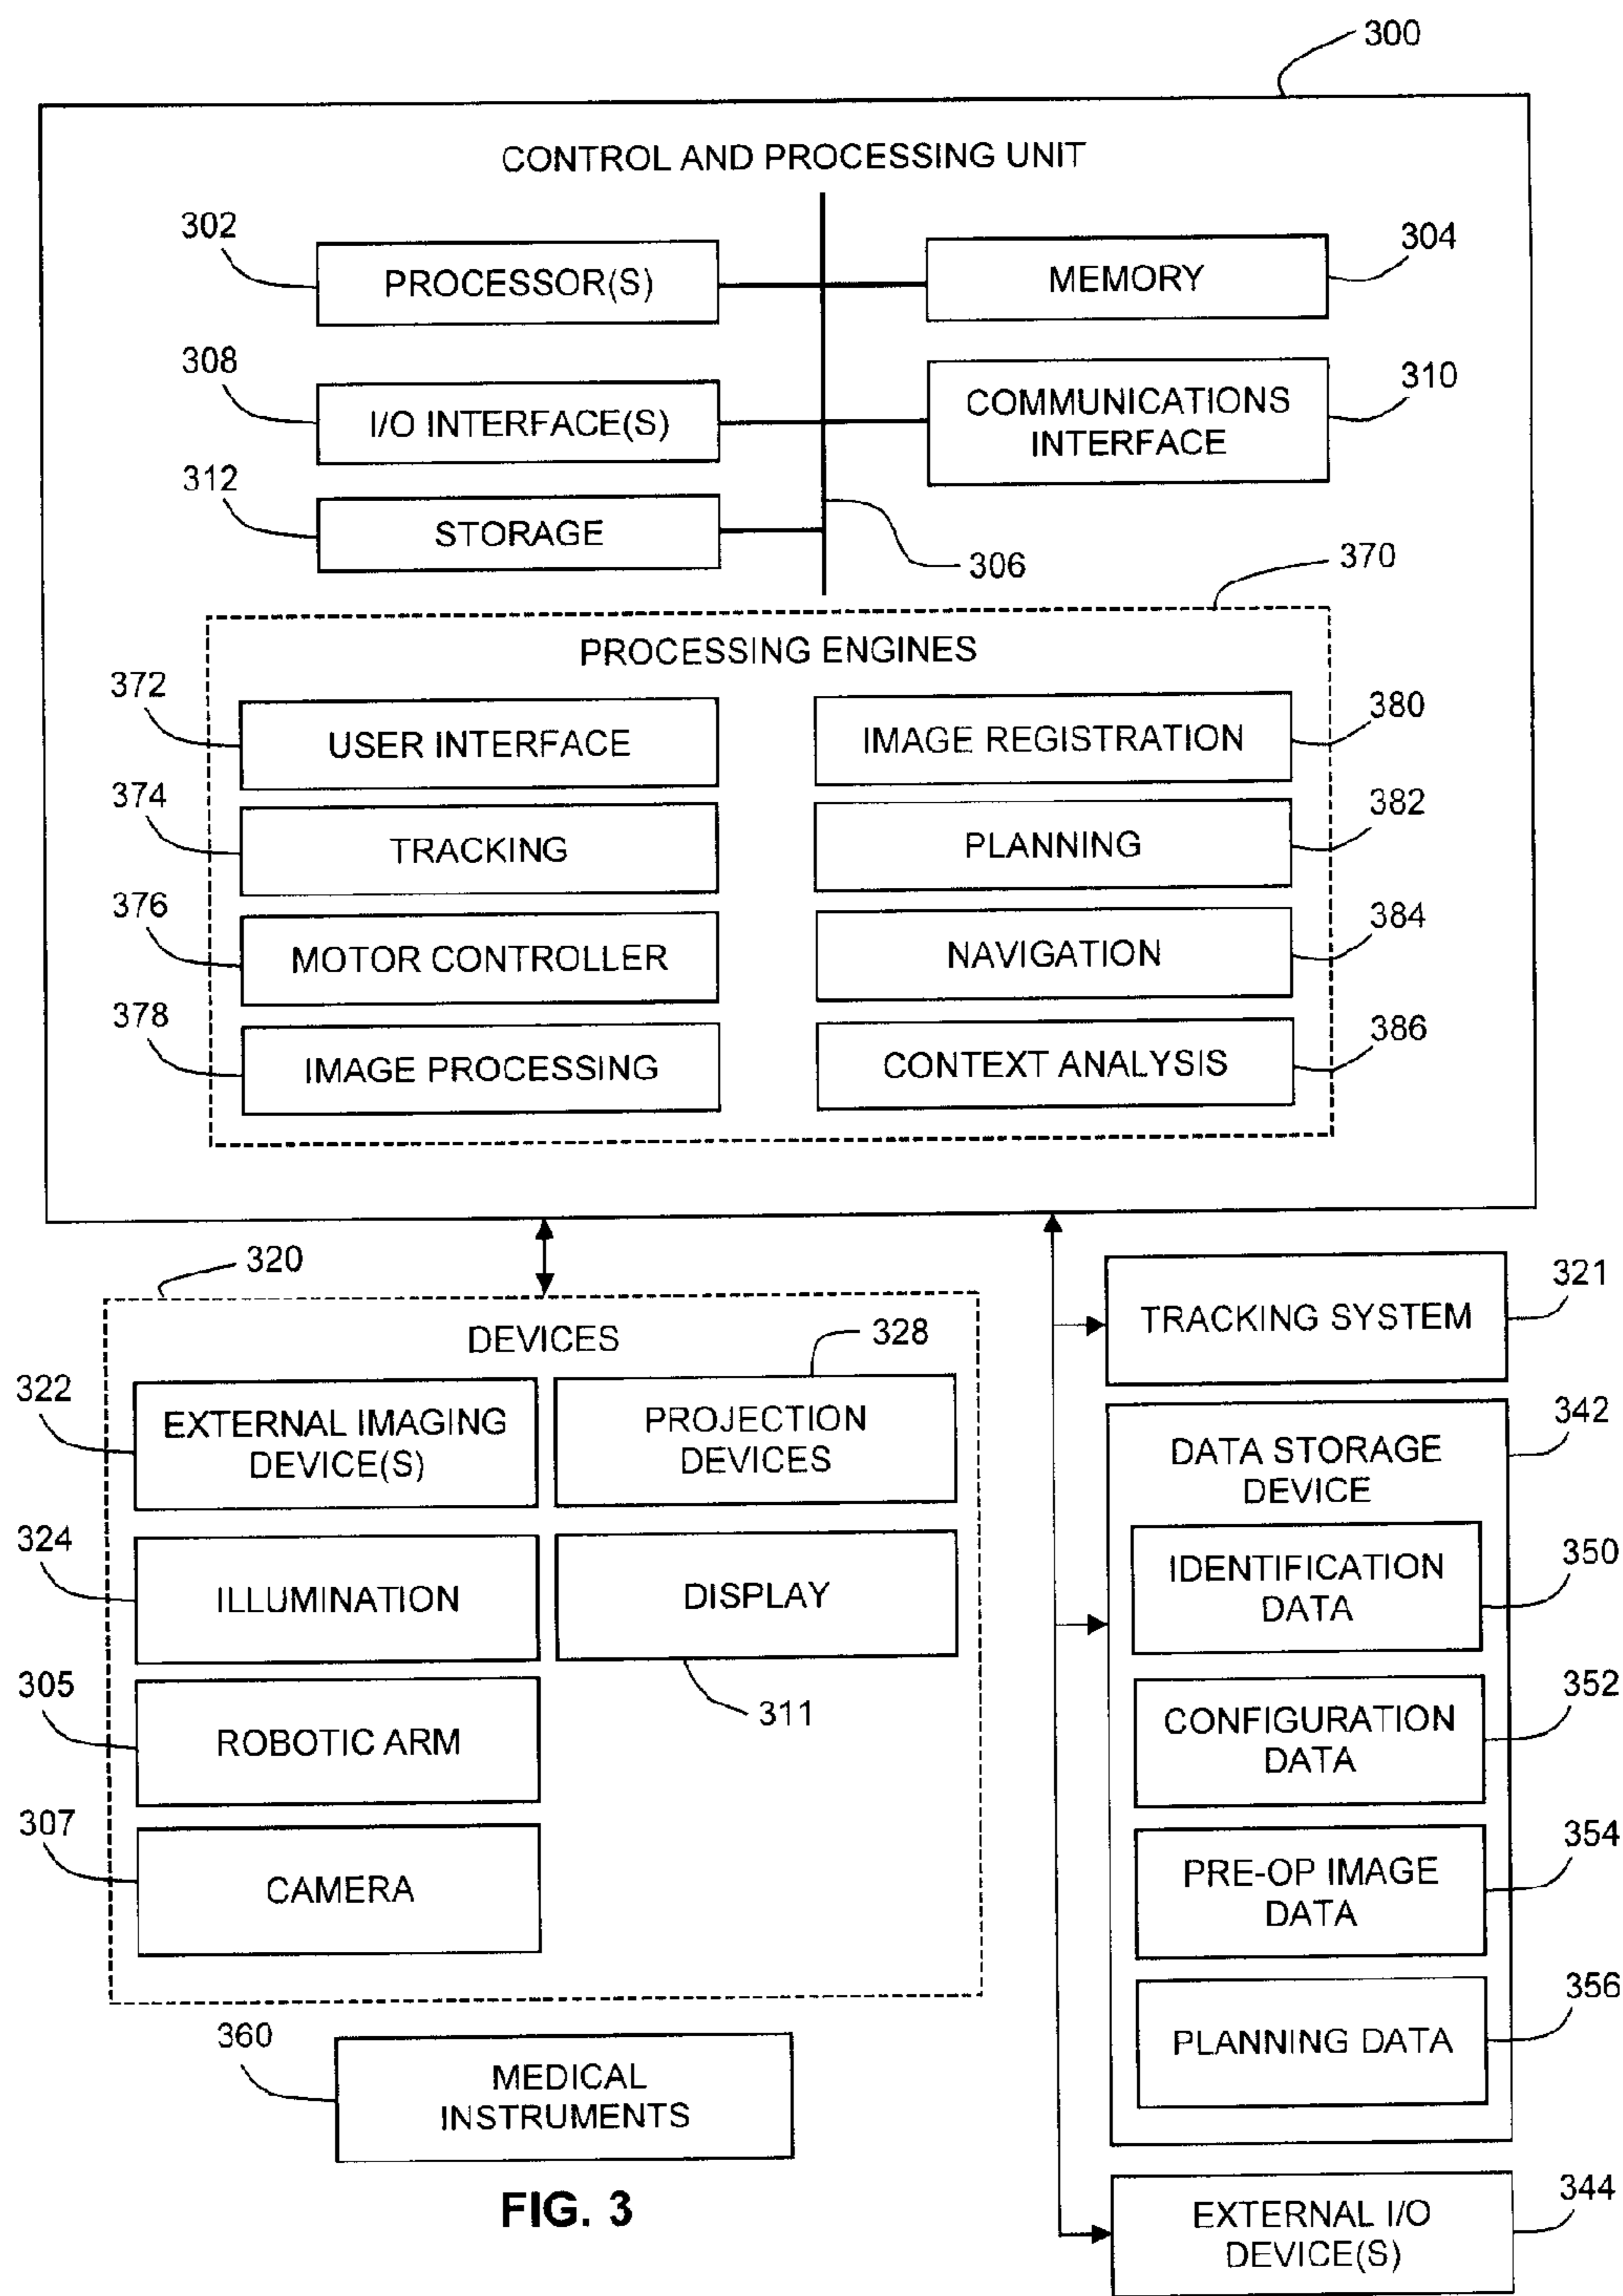 300
CONTROL AND PROCESSING UNIT
302
PROCESSOR(S)
MEMORY
304
308
I/O INTERFACE(S)
COMMUNICATIONS
INTERFACE
310
312
STORAGE
306
370
PROCESSING ENGINES
372
USER INTERFACE
IMAGE REGISTRATION
380
374
TRACKING
PLANNING
382
376
MOTOR CONTROLLER
NAVIGATION
384
378
IMAGE PROCESSING
CONTEXT ANALYSIS
386
320
DEVICES
328
322
EXTERNAL IMAGING
DEVICE(S)
PROJECTION
DEVICES
324
ILLUMINATION
DISPLAY
311
305
ROBOTIC ARM
307
CAMERA
360
MEDICAL
INSTRUMENTS
TRACKING SYSTEM
321
342
DATA STORAGE
DEVICE
IDENTIFICATION
DATA
350
CONFIGURATION
DATA
352
PRE-OP IMAGE
DATA
354
PLANNING DATA
356
EXTERNAL I/O
DEVICE(S)
344
FIG. 3